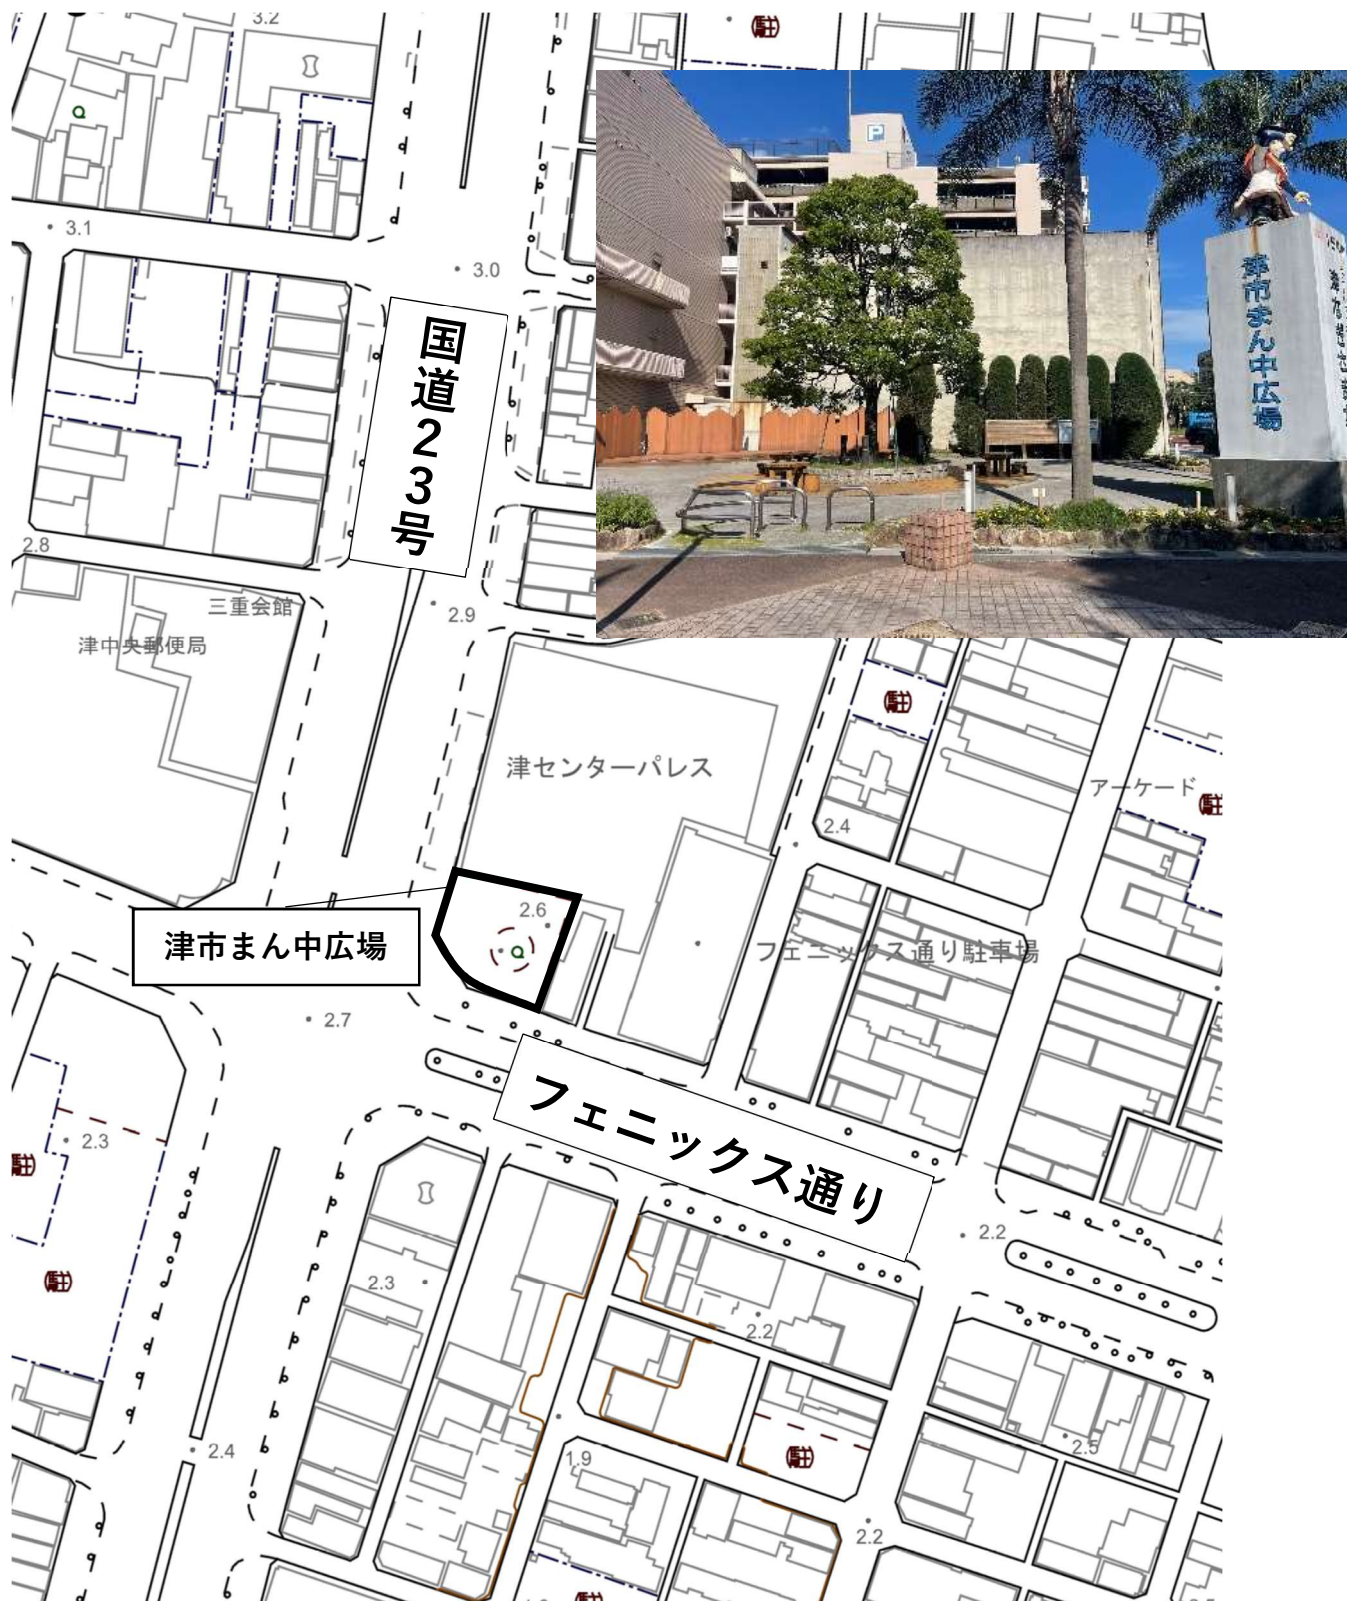 3.2
㊟
3.1
3.0
P
津市まん中広場
国道23号
2.8
三重会館
2.9
津中央郵便局
津センターパレス
アーケード
2.4
2.6
津市まん中広場
フェニックス通り駐車場
2.7
フェニックス通り
2.3
2.2
2.3
2.2
2.4
2.5
1.9
2.2